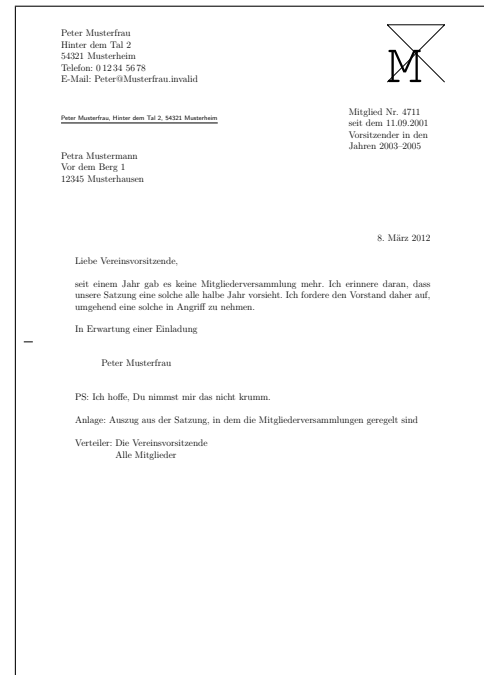 Peter Musterfrau
Hinter dem Tal 2
54321 Musterheim
Telefon: 0 12 34 56 78
E-Mail: Peter@Musterfrau.invalid
M
Peter Musterfrau, Hinter dem Tal 2, 54321 Musterheim
Mitglied Nr. 4711
seit dem 11.09.2001
Vorsitzender in den
Jahren 2003–2005
Petra Mustermann
Vor dem Berg 1
12345 Musterhausen
8. März 2012
Liebe Vereinsvorsitzende,
seit einem Jahr gab es keine Mitgliederversammlung mehr. Ich erinnere daran, dass
unsere Satzung eine solche alle halbe Jahr vorsieht. Ich fordere den Vorstand daher auf,
umgehend eine solche in Angriff zu nehmen.
In Erwartung einer Einladung
Peter Musterfrau
PS: Ich hoffe, Du nimmst mir das nicht krumm.
Anlage: Auszug aus der Satzung, in dem die Mitgliederversammlungen geregelt sind
Verteiler: Die Vereinsvorsitzende
Alle Mitglieder